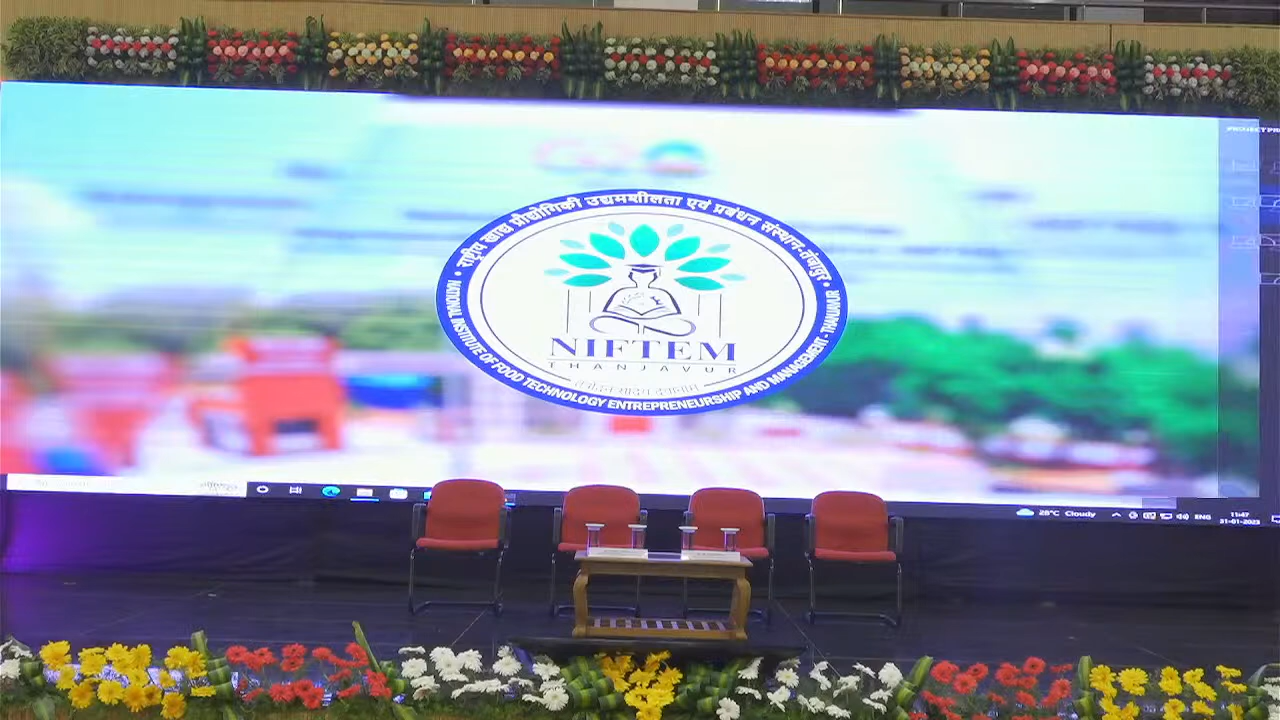 राष्ट्रीय खाद्य प्रौद्योगिकी उद्यमशीलता एवं प्रबंधन संस्थान-तंजावुर
NIFTEM
THANJAVUR
NATIONAL INSTITUTE OF FOOD TECHNOLOGY ENTREPRENEURSHIP AND MANAGEMENT - THANJAVUR
28°C Cloudy
ENG
11:47
31-01-2023